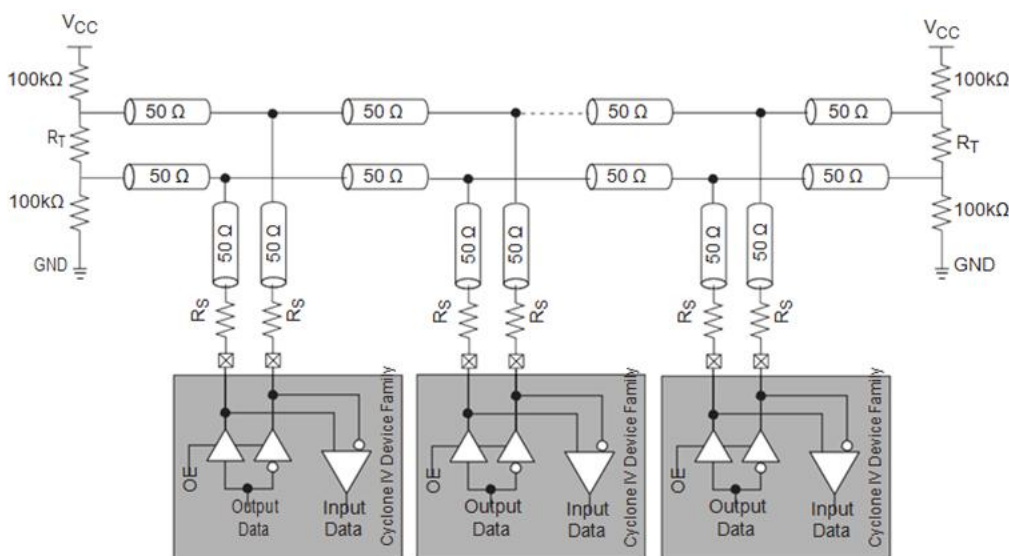 VCC VCC
100kΩ 100kΩ
50 Ω 50 Ω 50 Ω 50 Ω
RT RT
50 Ω 50 Ω 50 Ω 50 Ω
100kΩ 100kΩ
50 Ω 50 Ω 50 Ω 50 Ω 50 Ω 50 Ω
GND GND
RS RS RS RS RS RS
Cyclone IV Device Family
Cyclone IV Device Family
Cyclone IV Device Family
OE OE OE
Output Input Output Input Output Input
Data Data Data Data Data Data